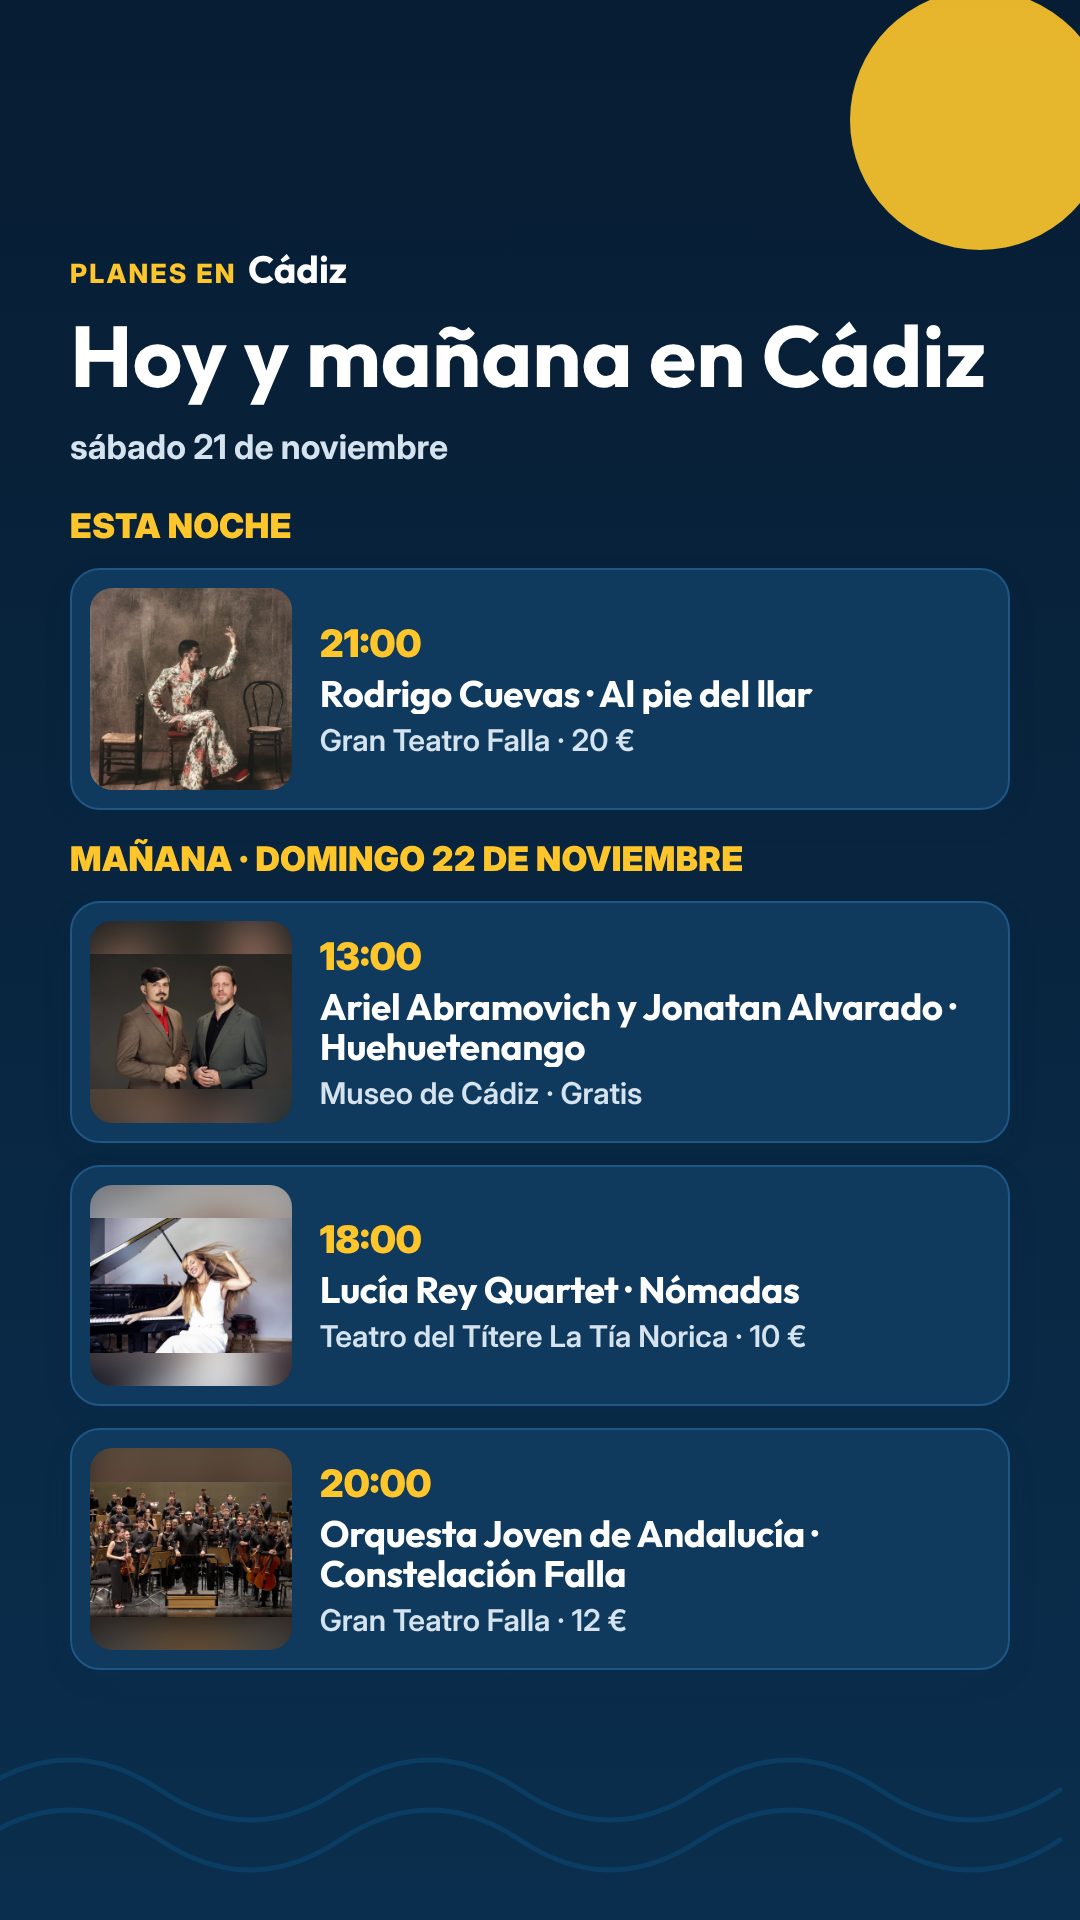 PLANES EN Cádiz
Hoy y mañana en Cádiz
sábado 21 de noviembre
ESTA NOCHE
21:00
Rodrigo Cuevas · Al pie del llar
Gran Teatro Falla · 20 €
MAÑANA · DOMINGO 22 DE NOVIEMBRE
13:00
Ariel Abramovich y Jonatan Alvarado ·
Huehuetenango
Museo de Cádiz · Gratis
18:00
Lucía Rey Quartet · Nómadas
Teatro del Títere La Tía Norica · 10 €
20:00
Orquesta Joven de Andalucía ·
Constelación Falla
Gran Teatro Falla · 12 €